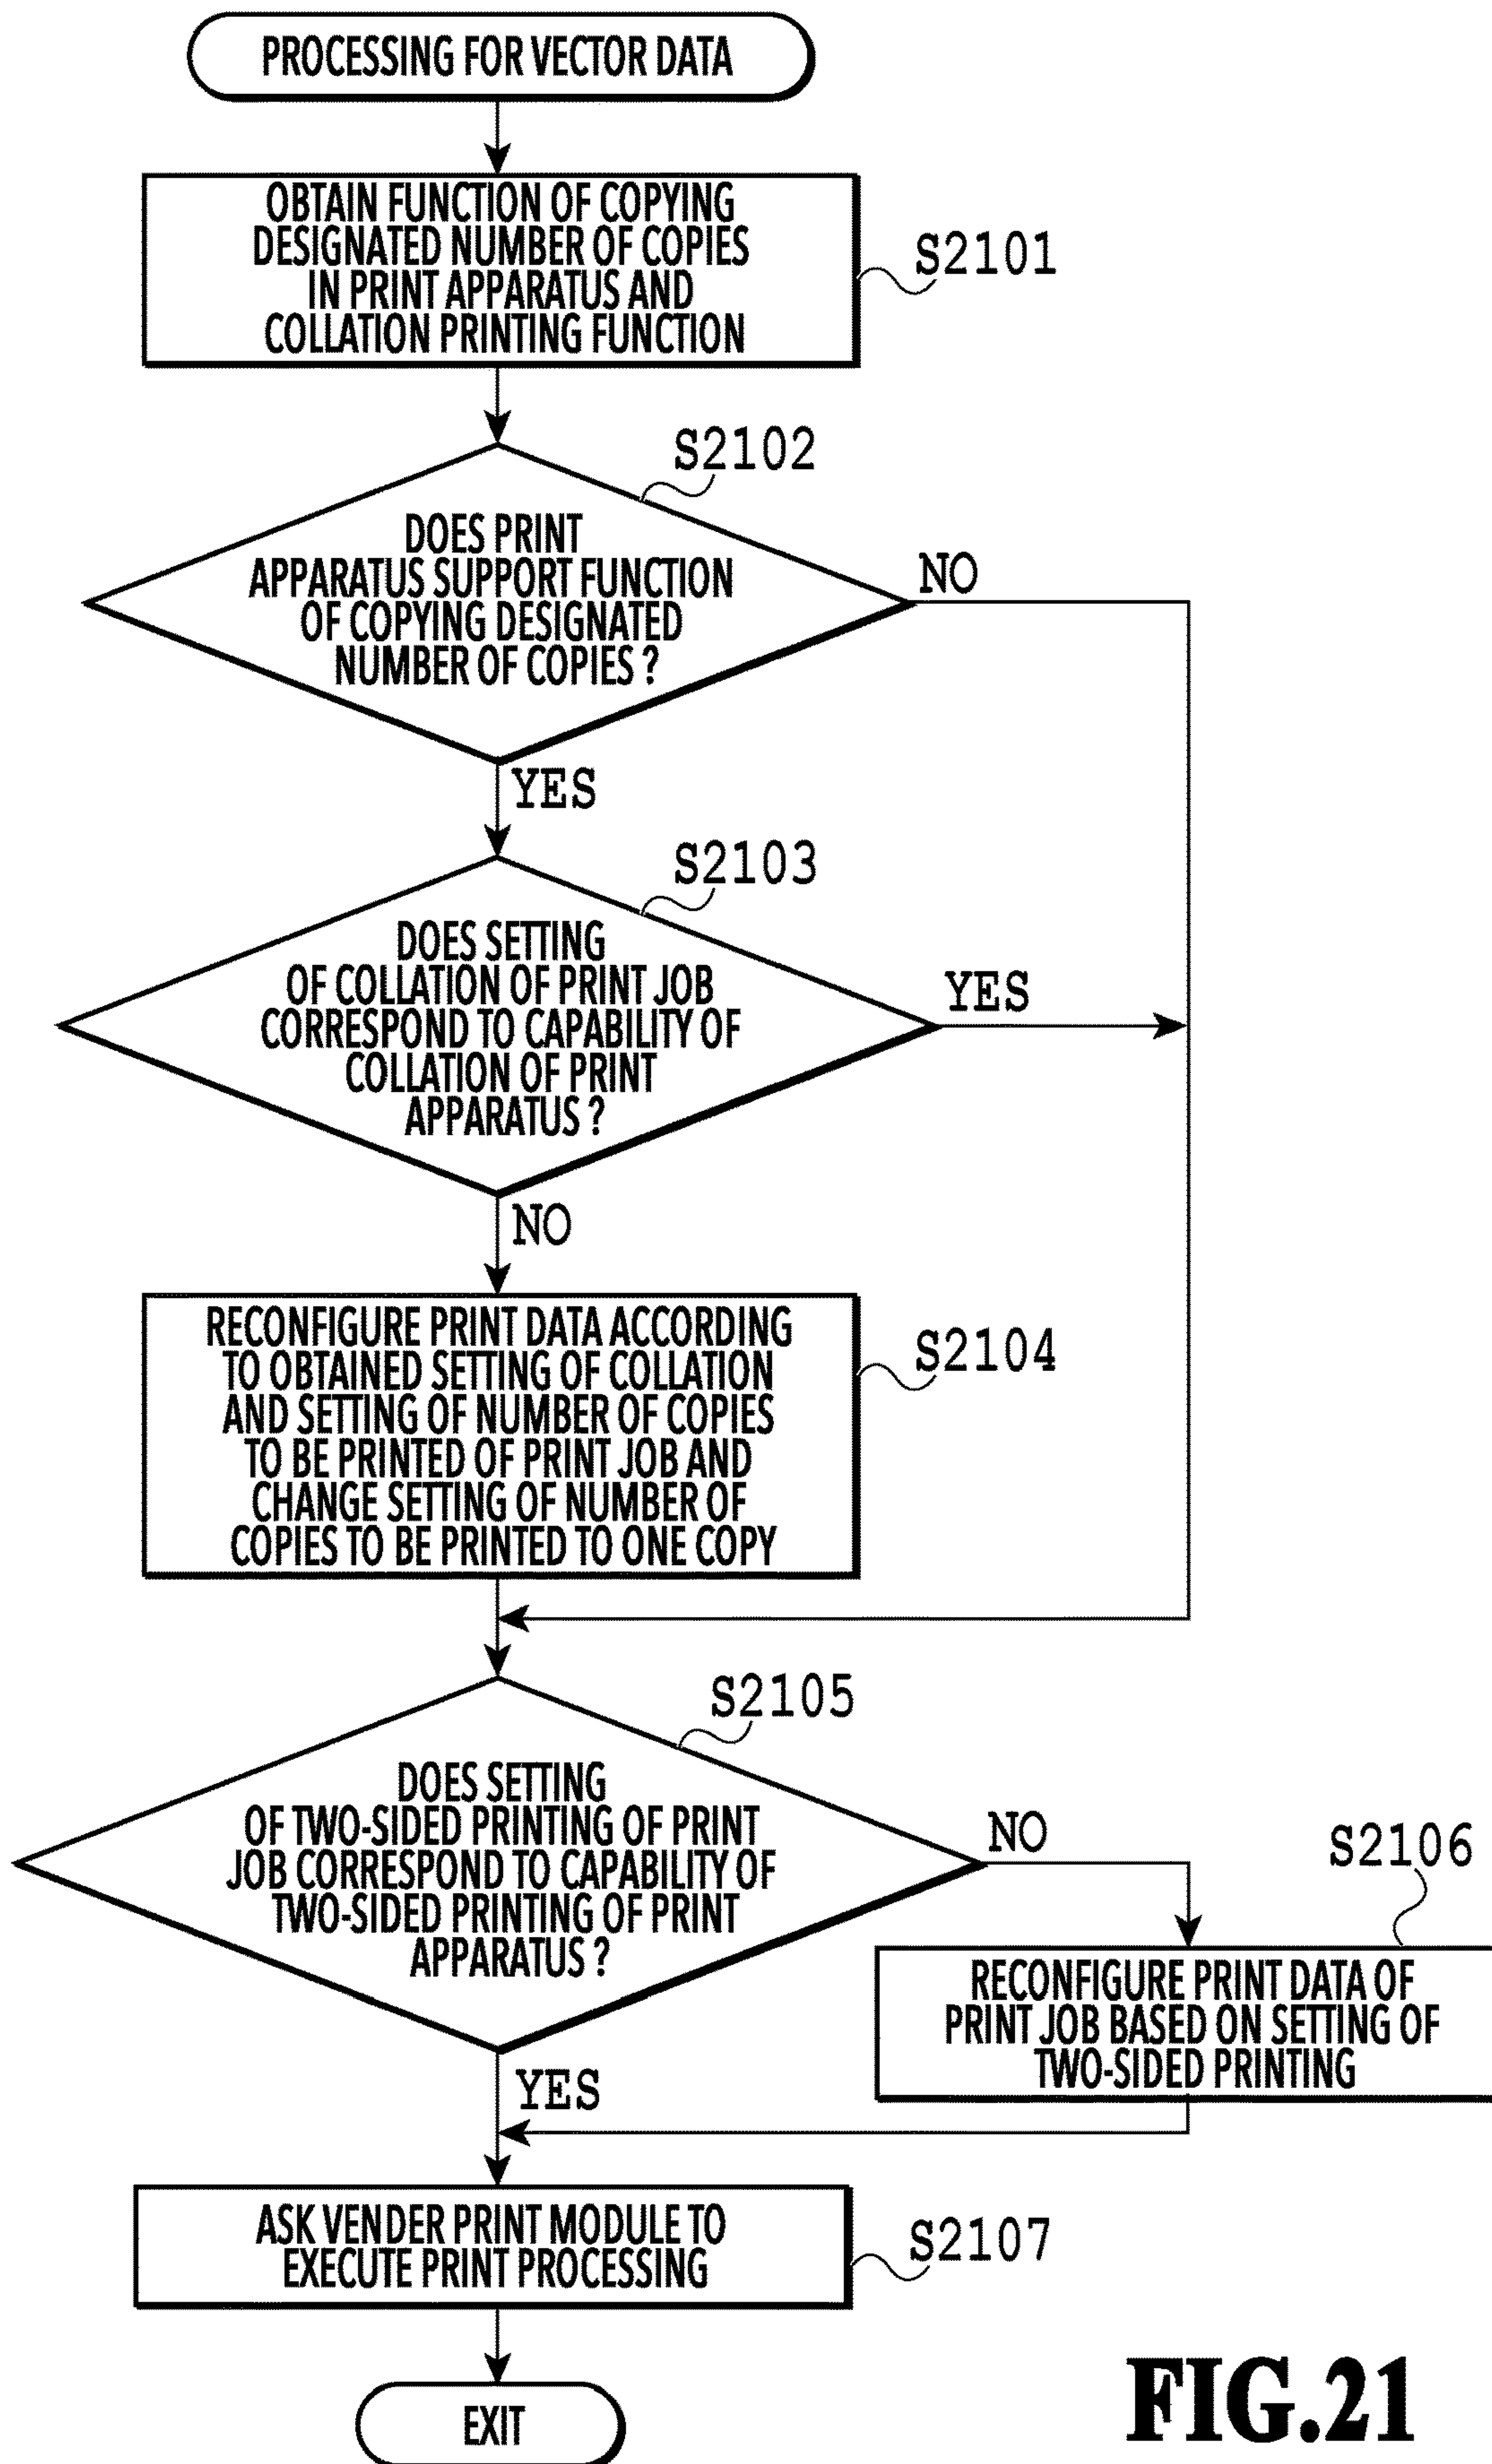 PROCESSING FOR VECTOR DATA
OBTAIN FUNCTION OF COPYING
DESIGNATED NUMBER OF COPIES
IN PRINT APPARATUS AND
COLLATION PRINTING FUNCTION
S2101
S2102
DOES PRINT
APPARATUS SUPPORT FUNCTION
OF COPYING DESIGNATED
NUMBER OF COPIES ?
NO
YES
S2103
DOES SETTING
OF COLLATION OF PRINT JOB
CORRESPOND TO CAPABILITY OF
COLLATION OF PRINT
APPARATUS ?
YES
NO
RECONFIGURE PRINT DATA ACCORDING
TO OBTAINED SETTING OF COLLATION
AND SETTING OF NUMBER OF COPIES
TO BE PRINTED OF PRINT JOB AND
CHANGE SETTING OF NUMBER OF
COPIES TO BE PRINTED TO ONE COPY
S2104
S2105
DOES SETTING
OF TWO-SIDED PRINTING OF PRINT
JOB CORRESPOND TO CAPABILITY OF
TWO-SIDED PRINTING OF PRINT
APPARATUS ?
NO
S2106
RECONFIGURE PRINT DATA OF
PRINT JOB BASED ON SETTING OF
TWO-SIDED PRINTING
YES
ASK VENDER PRINT MODULE TO
EXECUTE PRINT PROCESSING
S2107
EXIT
FIG.21